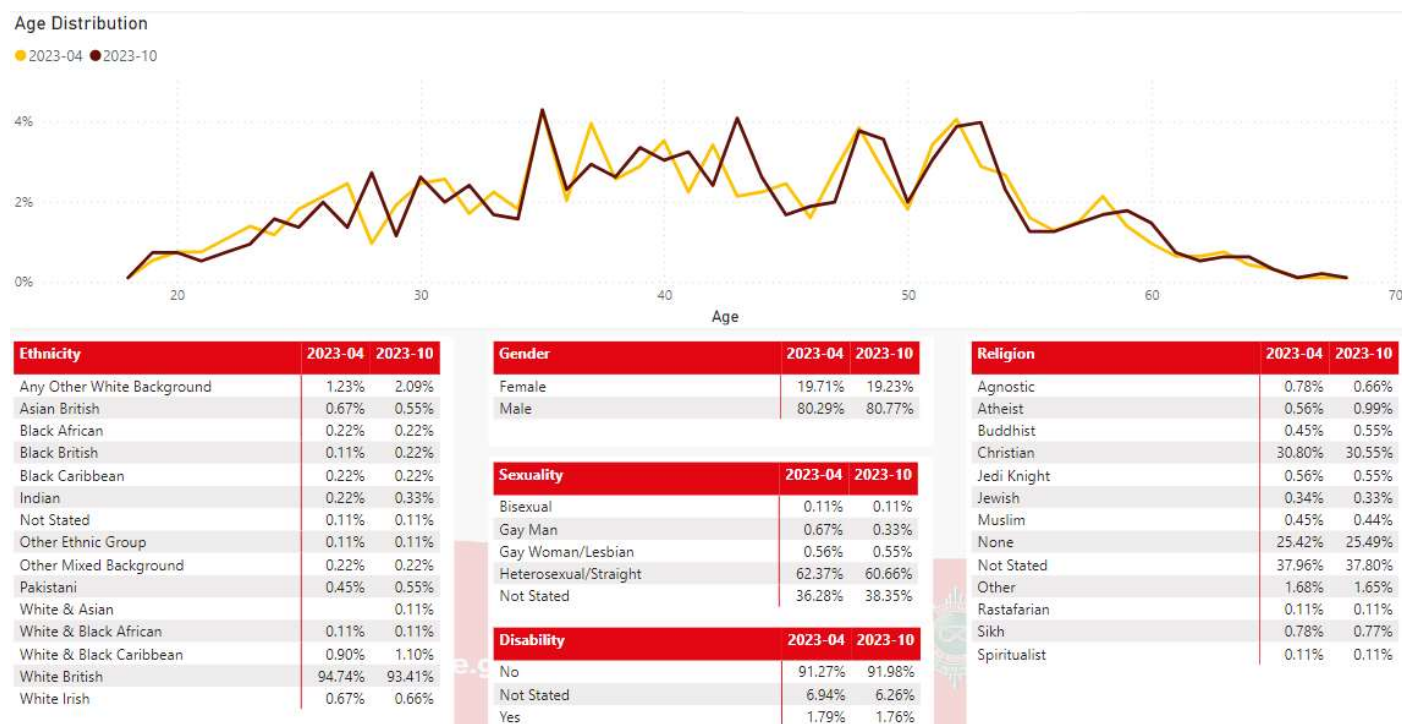 Age Distribution
2023-04 2023-10
4%
2%
0%
20 30 40 50 60 70
Age
Ethnicity 2023-04 2023-10
Any Other White Background 1.23% 2.09%
Asian British 0.67% 0.55%
Black African 0.22% 0.22%
Black British 0.11% 0.22%
Black Caribbean 0.22% 0.22%
Indian 0.22% 0.33%
Not Stated 0.11% 0.11%
Other Ethnic Group 0.11% 0.11%
Other Mixed Background 0.22% 0.22%
Pakistani 0.45% 0.55%
White & Asian 0.11%
White & Black African 0.11% 0.11%
White & Black Caribbean 0.90% 1.10%
White British 94.74% 93.41%
White Irish 0.67% 0.66%
Gender 2023-04 2023-10
Female 19.71% 19.23%
Male 80.29% 80.77%
Sexuality 2023-04 2023-10
Bisexual 0.11% 0.11%
Gay Man 0.67% 0.33%
Gay Woman/Lesbian 0.56% 0.55%
Heterosexual/Straight 62.37% 60.66%
Not Stated 36.28% 38.35%
Disability 2023-04 2023-10
No 91.27% 91.98%
Not Stated 6.94% 6.26%
Yes 1.79% 1.76%
Religion 2023-04 2023-10
Agnostic 0.78% 0.66%
Atheist 0.56% 0.99%
Buddhist 0.45% 0.55%
Christian 30.80% 30.55%
Jedi Knight 0.56% 0.55%
Jewish 0.34% 0.33%
Muslim 0.45% 0.44%
None 25.42% 25.49%
Not Stated 37.96% 37.80%
Other 1.68% 1.65%
Rastafarian 0.11% 0.11%
Sikh 0.78% 0.77%
Spiritualist 0.11% 0.11%